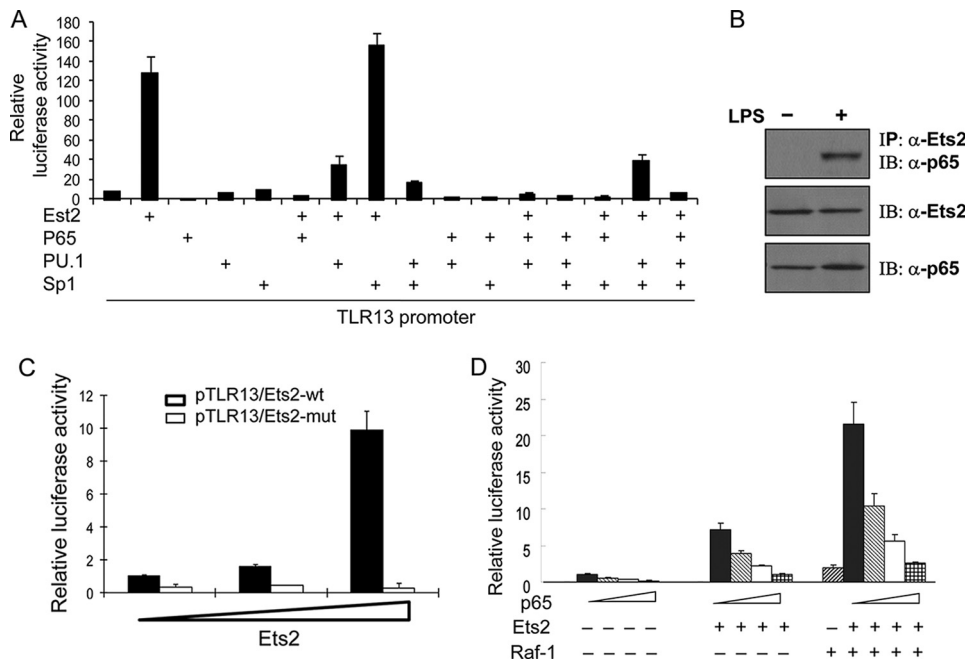 A
Relative
luciferase activity
180
160
140
120
100
80
60
40
20
0
Est2 + + + + + + + +
P65 + + + + + + + +
PU.1 + + + + + + + +
Sp1 + + + + + + + +
TLR13 promoter
B
LPS − +
IP: α-Ets2
IB: α-p65
IB: α-Ets2
IB: α-p65
C
Relative luciferase activity
12
10
8
6
4
2
0
pTLR13/Ets2-wt
pTLR13/Ets2-mut
Ets2
D
Relative luciferase activity
30
25
20
15
10
5
0
p65
Ets2 − − − − + + + + − + + + +
Raf-1 − − − − − − − − + + + + +